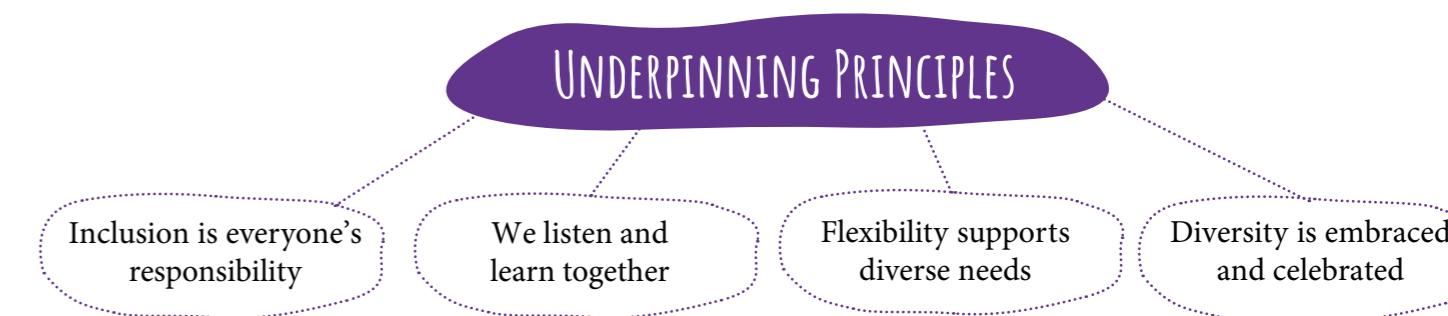 Underpinning Principles
Inclusion is everyone’s
responsibility
We listen and
learn together
Flexibility supports
diverse needs
Diversity is embraced
and celebrated